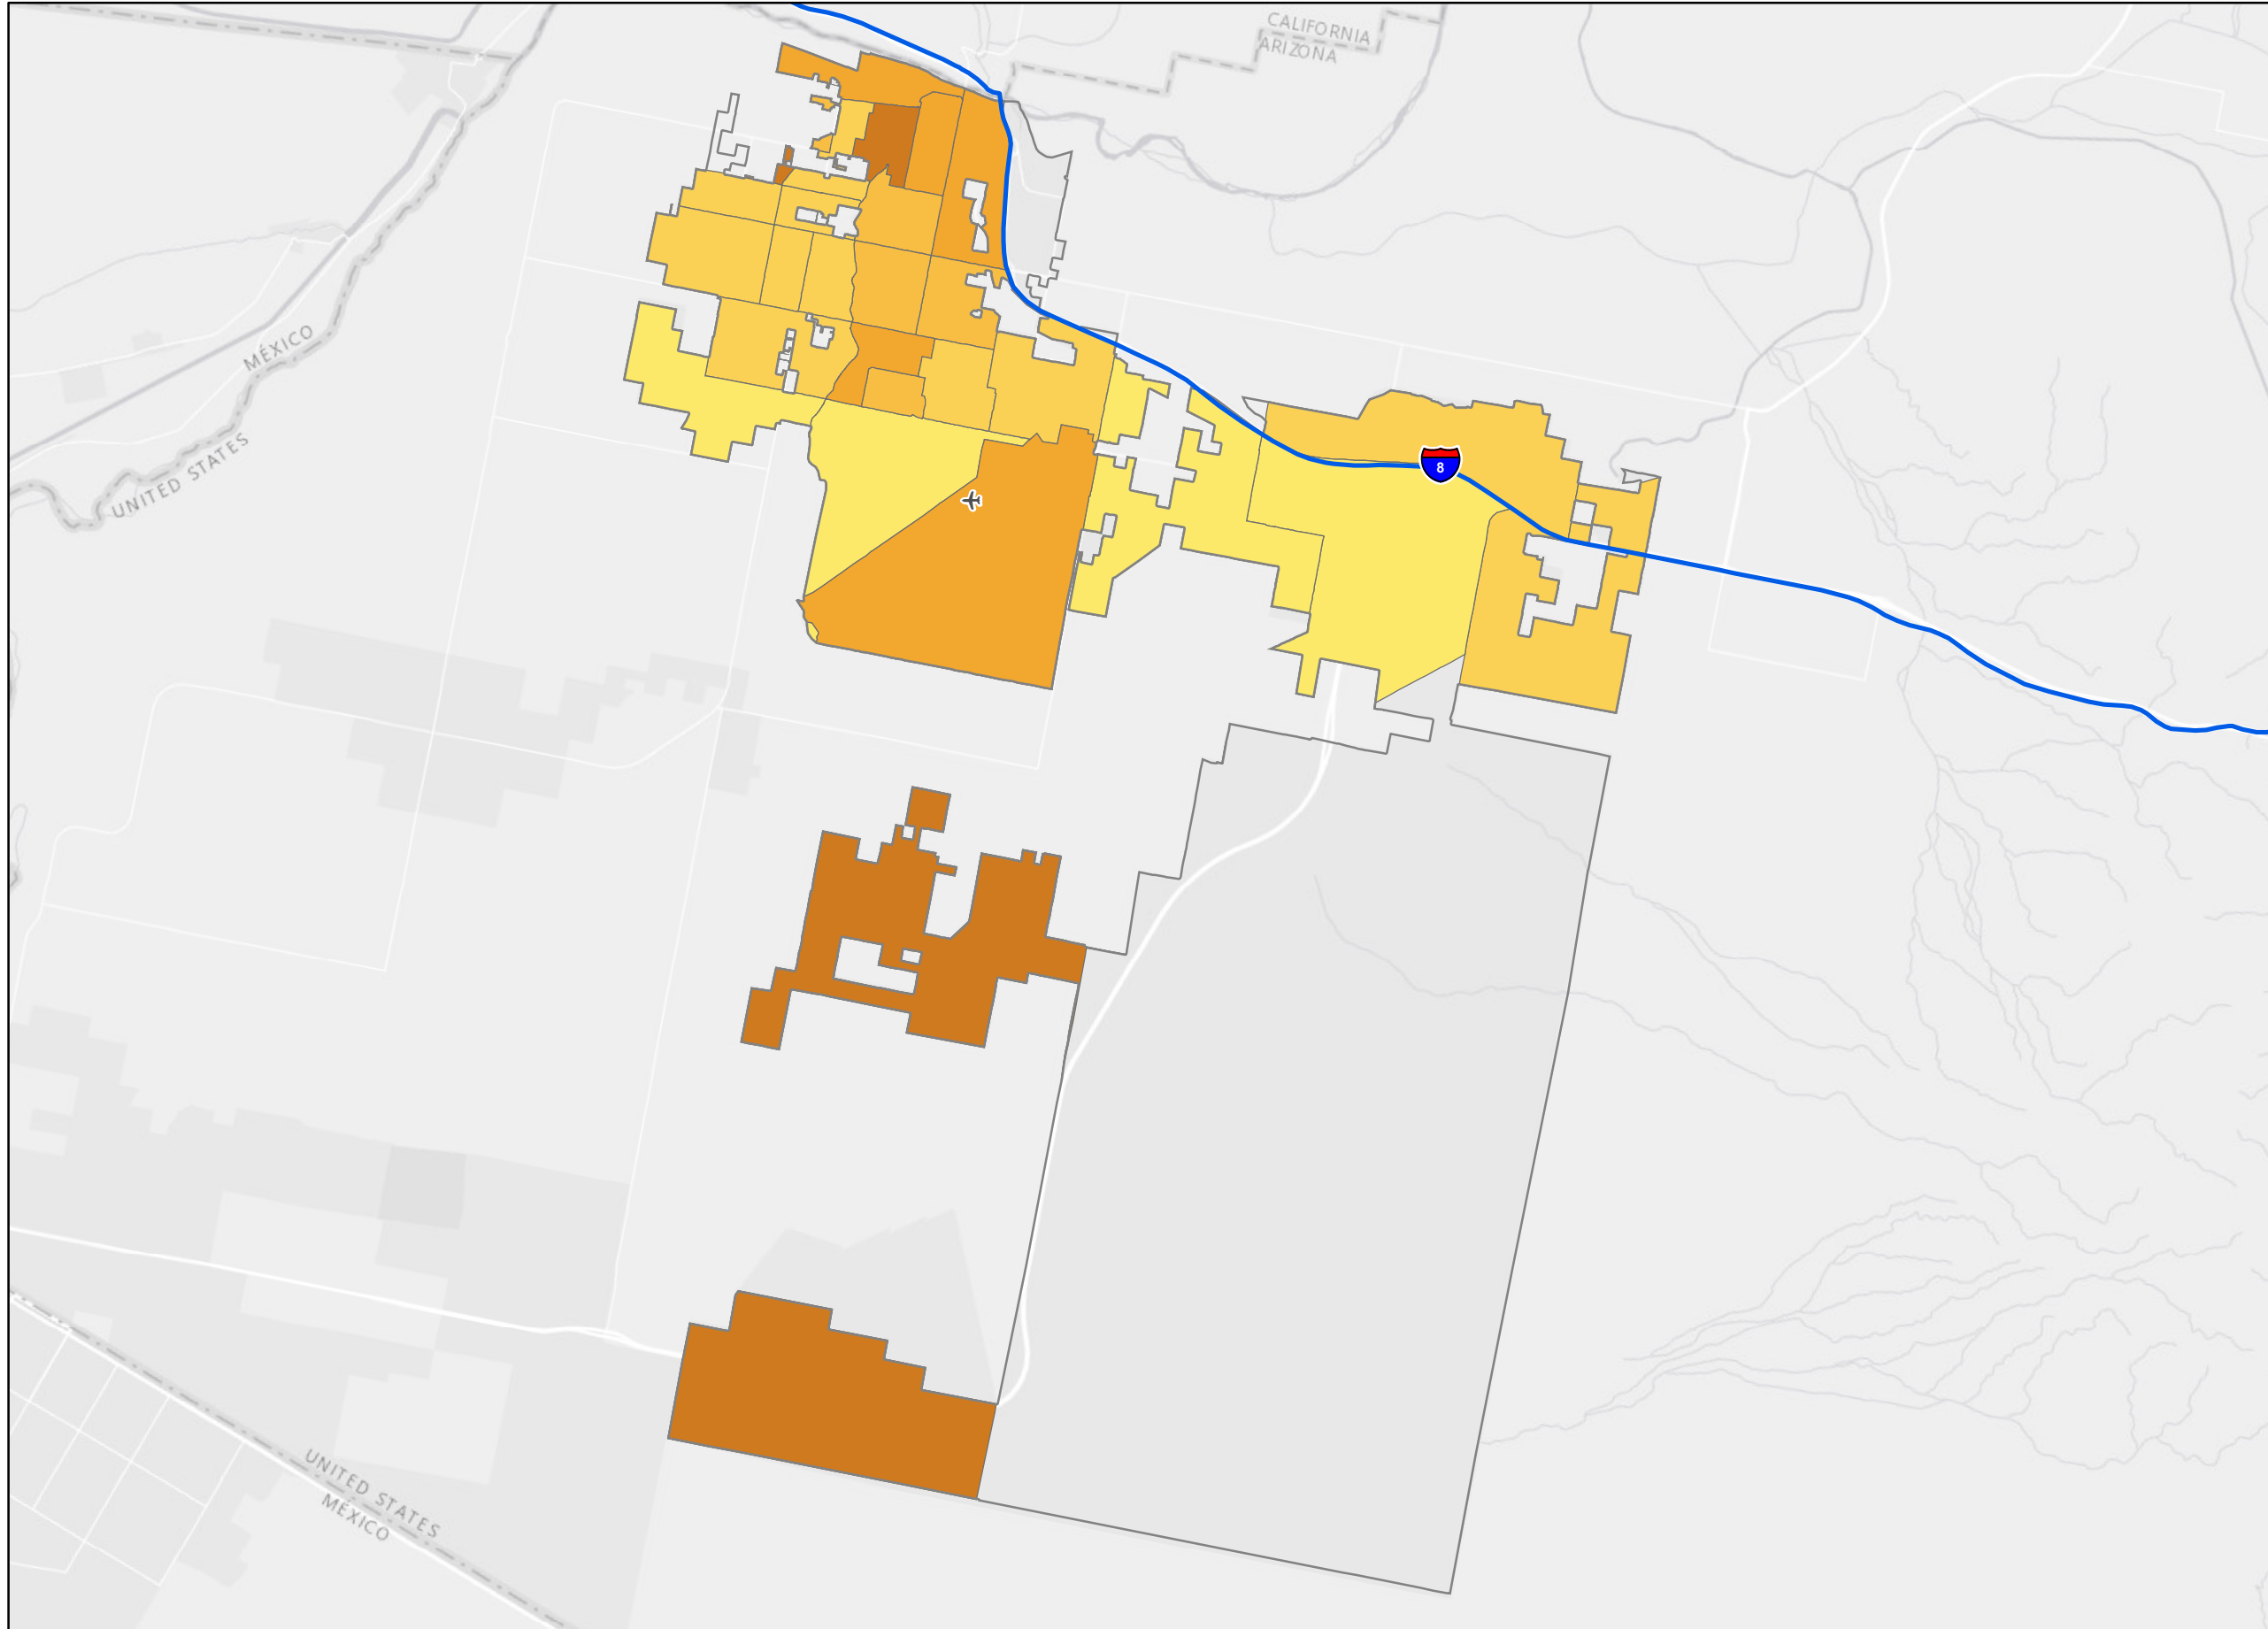 CALIFORNIA
ARIZONA
MÉXICO
UNITED STATES
8
UNITED STATES
MÉXICO